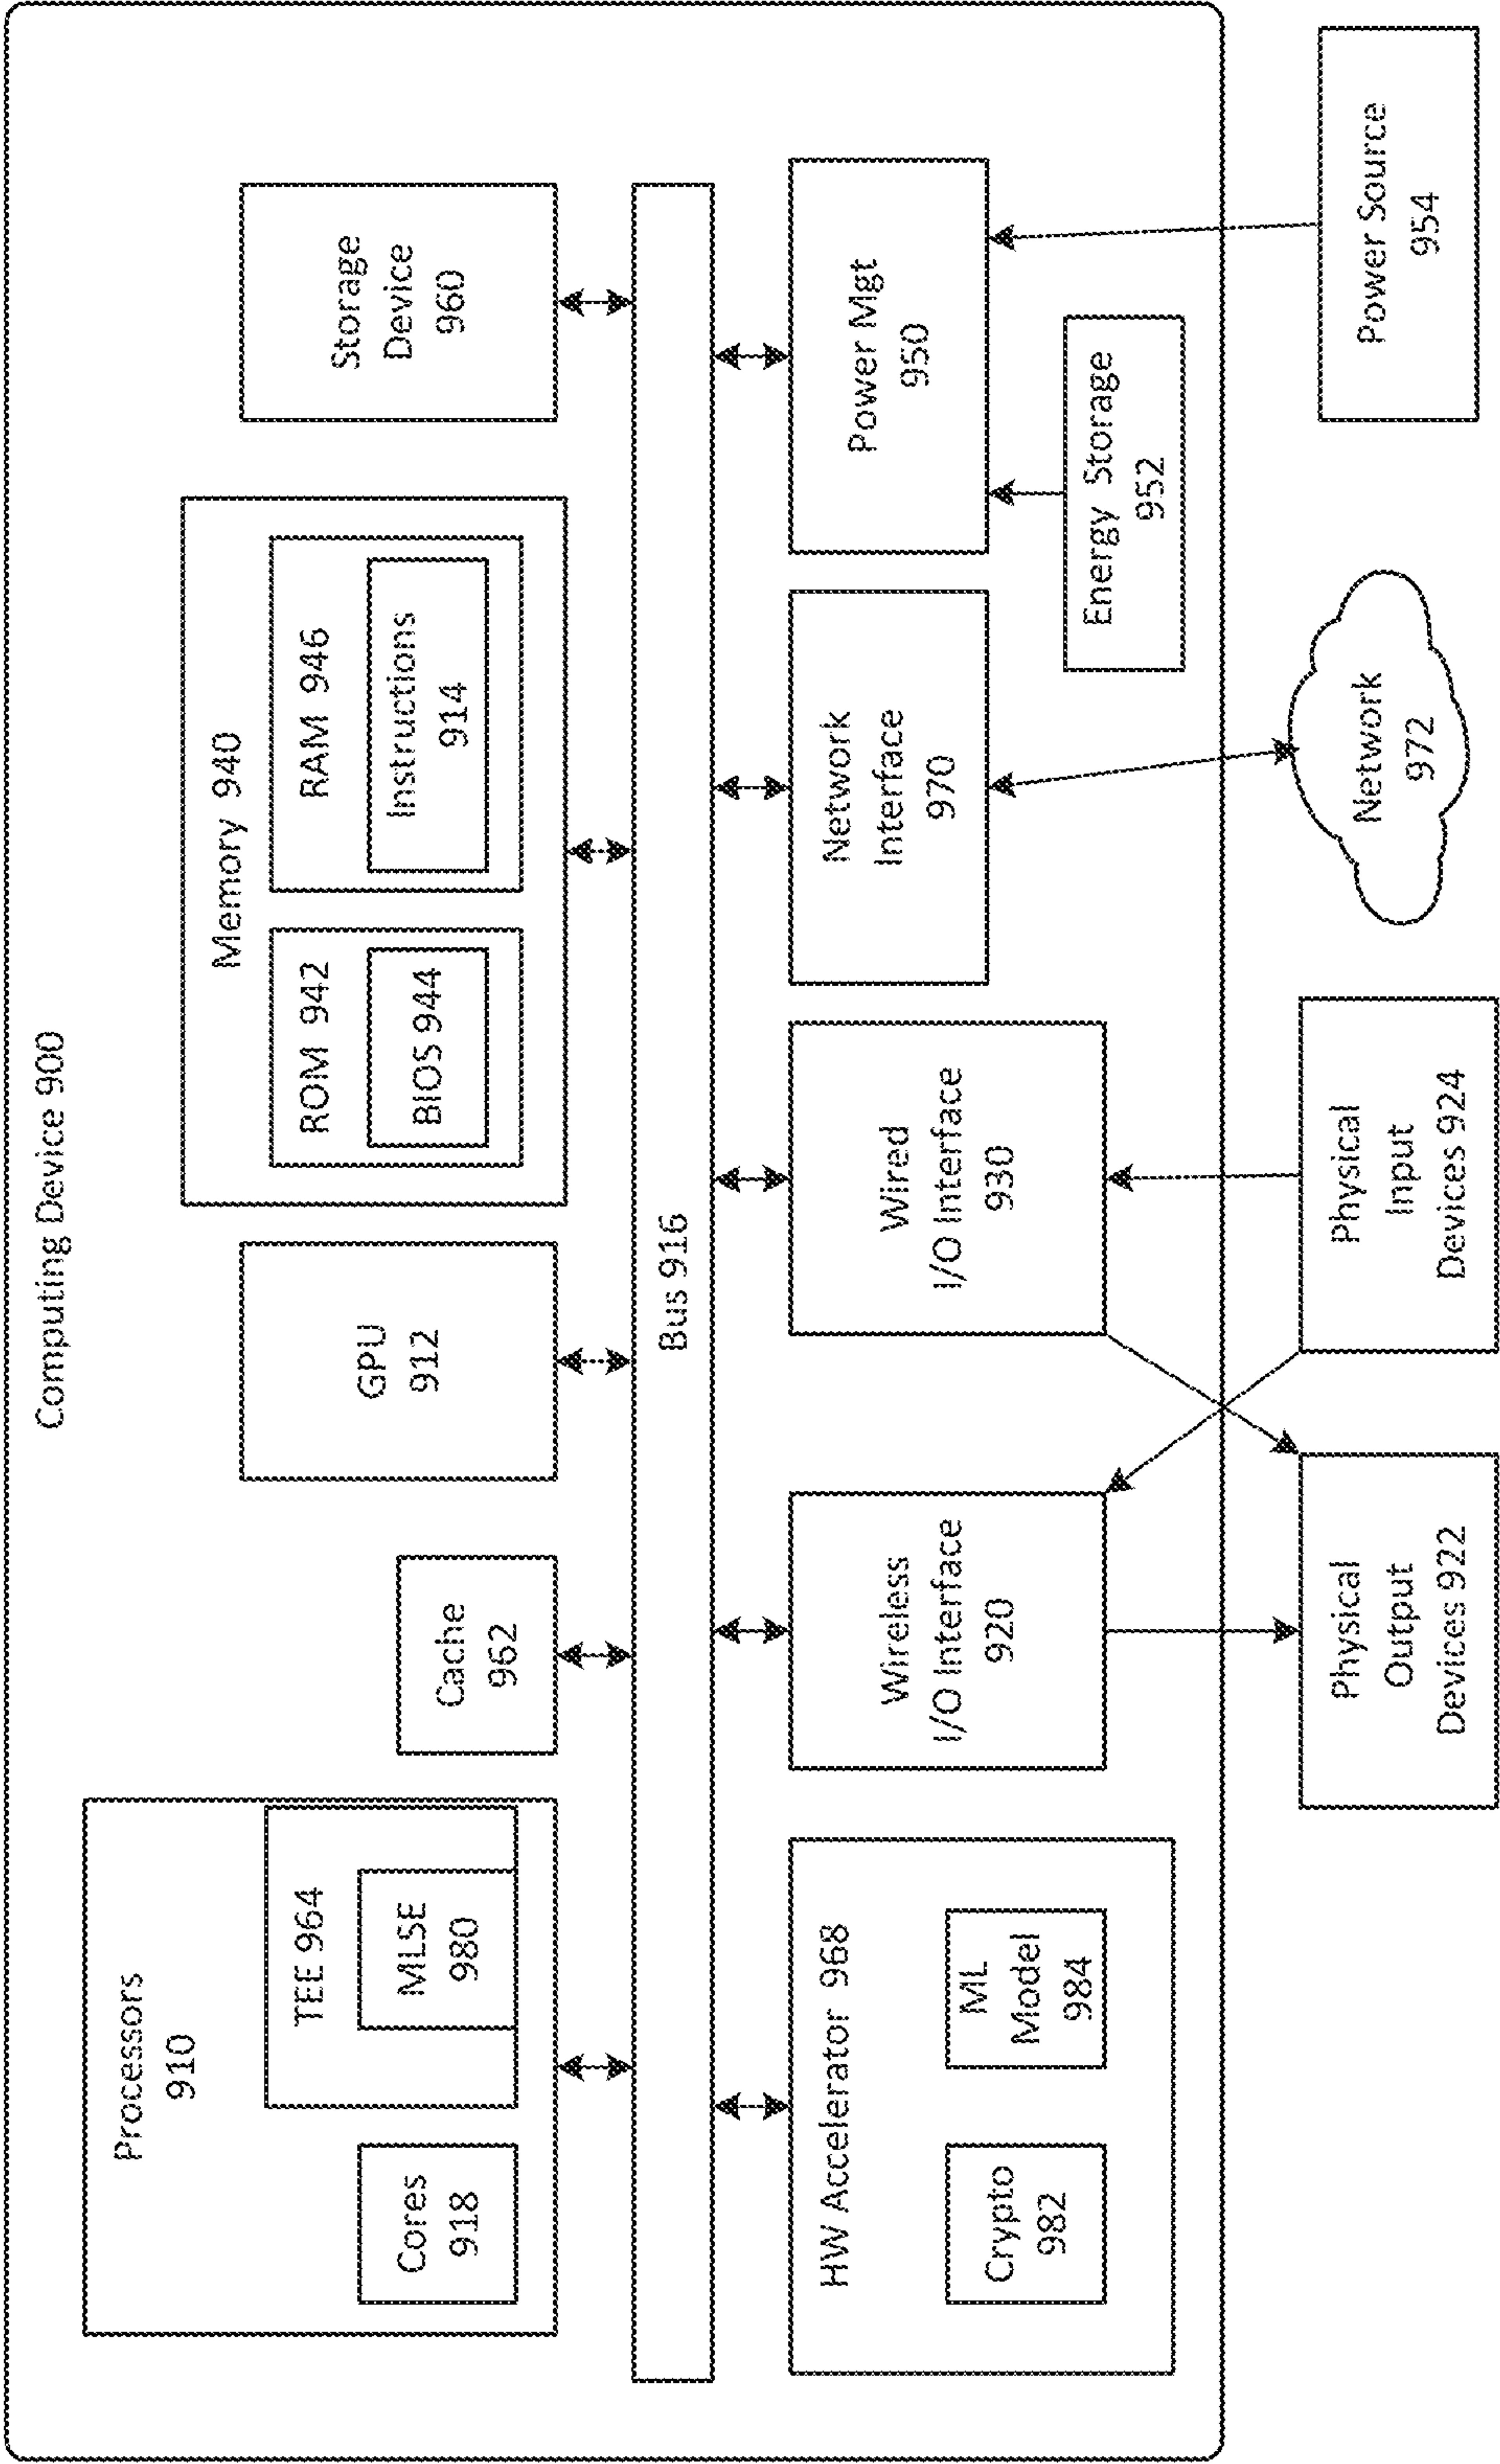 Computing Device 900
Processors
910
Cores
918
TEE 964
MLSE
980
Cache
962
GPU
912
Memory 940
ROM 942
BIOS 944
RAM 946
Instructions
914
Storage
Device
960
Bus 916
HW Accelerator 968
Crypto
982
ML
Model
984
Wireless
I/O Interface
920
Wired
I/O Interface
930
Network
Interface
970
Power Mgt
950
Energy Storage
952
Physical
Output
Devices 922
Physical
Input
Devices 924
Network
972
Power Source
954